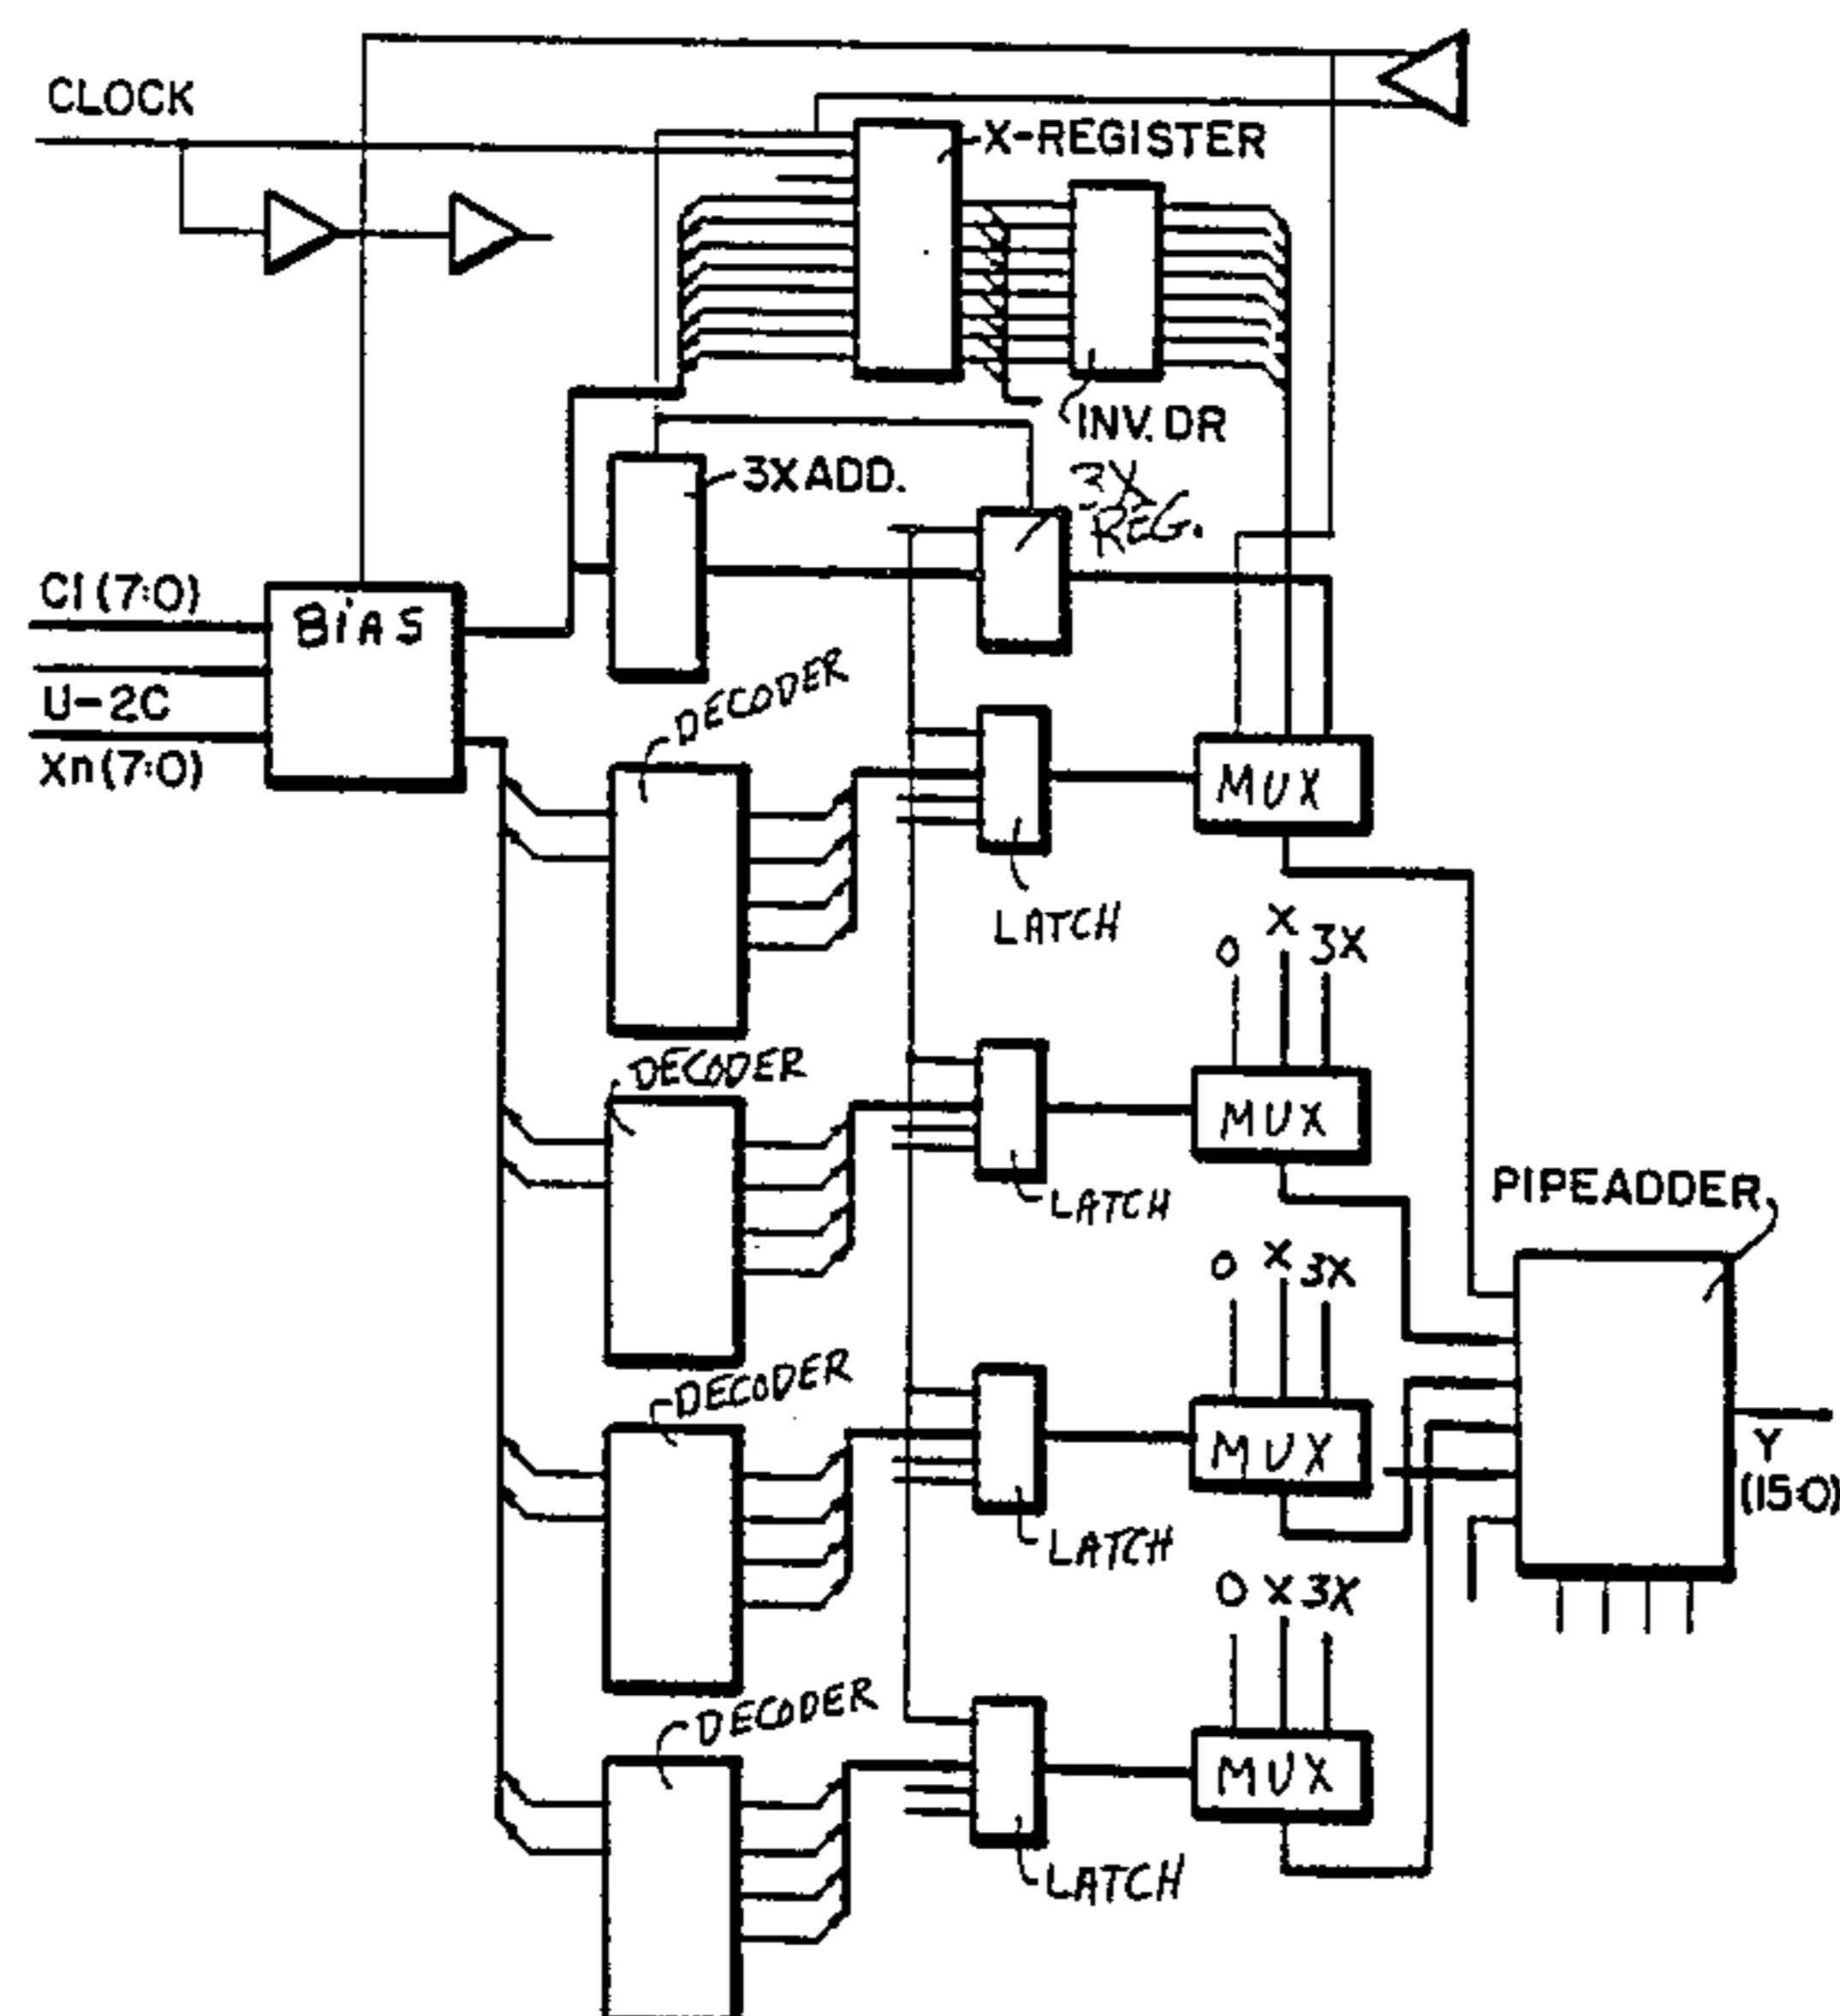 CLOCK
X-REGISTER
INV. DR
3X ADD.
3X
REG.
CI (7:0)
BiAS
U-2C
Xn (7:0)
DECODER
MUX
LATCH
0 X 3X
DECODER
MUX
LATCH
PIPEADDER
0 X 3X
DECODER
MUX
Y
(15:0)
LATCH
0 X 3X
DECODER
MUX
LATCH